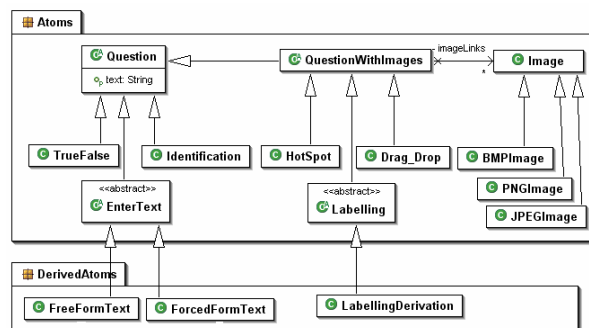 Atoms
Question
text: String
QuestionWithImages
- imageLinks
*
Image
TrueFalse
Identification
HotSpot
Drag_Drop
BMPImage
<<abstract>>
EnterText
<<abstract>>
Labelling
PNGImage
JPEGImage
DerivedAtoms
FreeFormText
ForcedFormText
LabellingDerivation